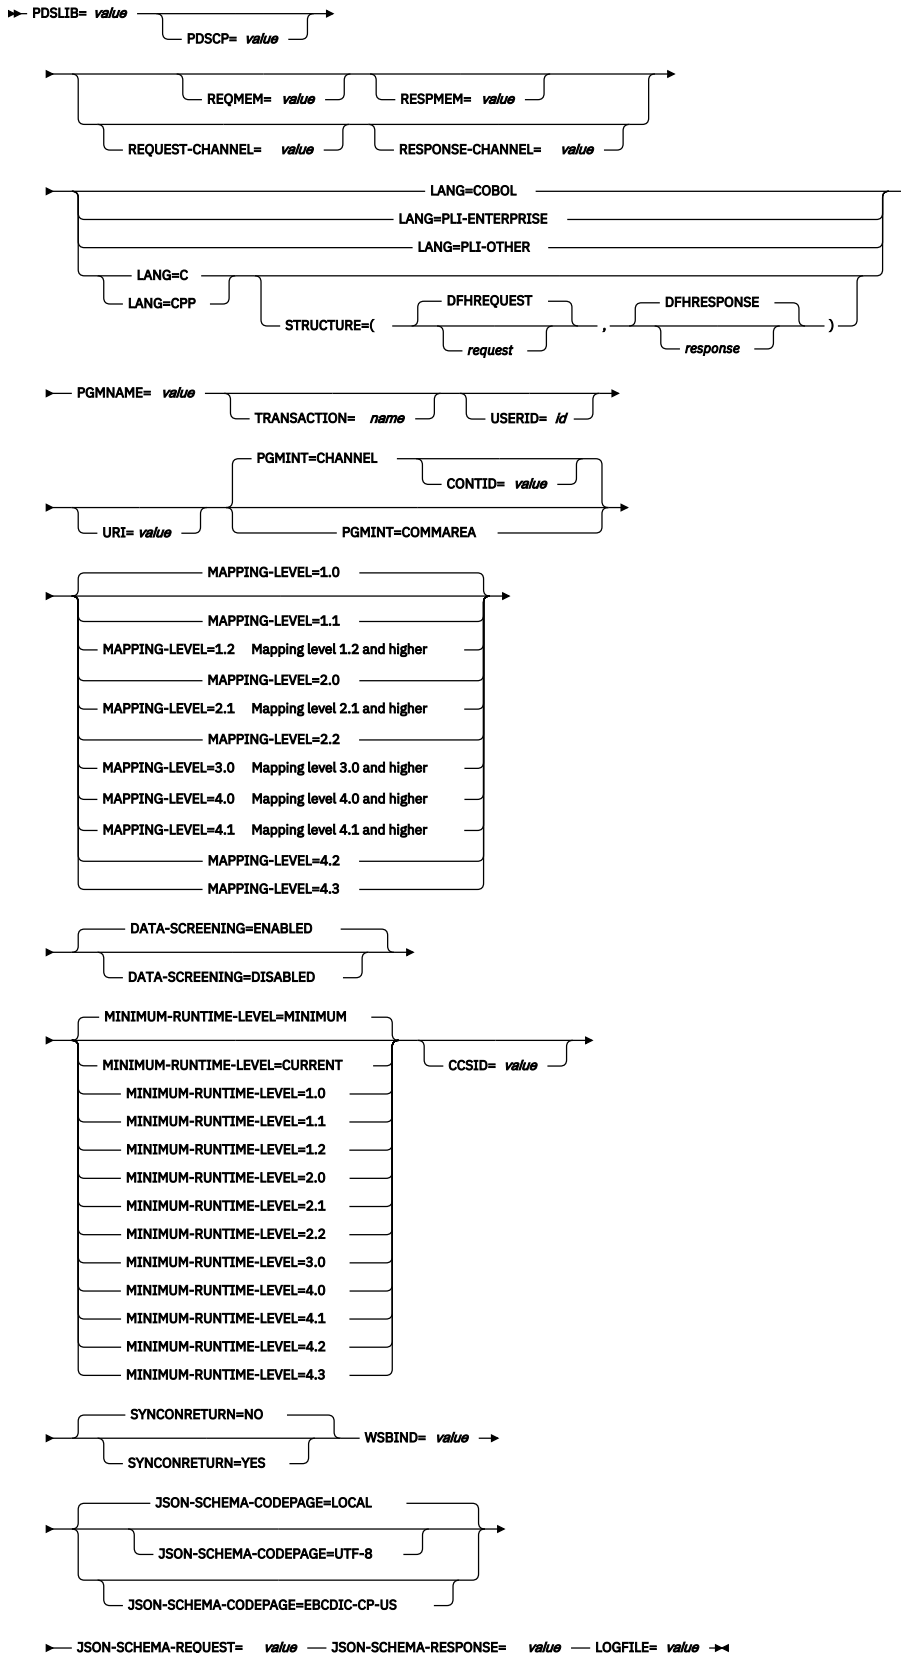 PDSLIB= value
PDSCP= value
REQMEM= value RESPMEM= value
REQUEST-CHANNEL= value RESPONSE-CHANNEL= value
LANG=COBOL
LANG=PLI-ENTERPRISE
LANG=PLI-OTHER
LANG=C
LANG=CPP
DFHREQUEST DFHRESPONSE
STRUCTURE=( , )
request response
PGMNAME= value
TRANSACTION= name USERID= id
PGMINT=CHANNEL
CONTID= value
URI= value PGMINT=COMMAREA
MAPPING-LEVEL=1.0
MAPPING-LEVEL=1.1
MAPPING-LEVEL=1.2 Mapping level 1.2 and higher
MAPPING-LEVEL=2.0
MAPPING-LEVEL=2.1 Mapping level 2.1 and higher
MAPPING-LEVEL=2.2
MAPPING-LEVEL=3.0 Mapping level 3.0 and higher
MAPPING-LEVEL=4.0 Mapping level 4.0 and higher
MAPPING-LEVEL=4.1 Mapping level 4.1 and higher
MAPPING-LEVEL=4.2
MAPPING-LEVEL=4.3
DATA-SCREENING=ENABLED
DATA-SCREENING=DISABLED
MINIMUM-RUNTIME-LEVEL=MINIMUM
MINIMUM-RUNTIME-LEVEL=CURRENT CCSID= value
MINIMUM-RUNTIME-LEVEL=1.0
MINIMUM-RUNTIME-LEVEL=1.1
MINIMUM-RUNTIME-LEVEL=1.2
MINIMUM-RUNTIME-LEVEL=2.0
MINIMUM-RUNTIME-LEVEL=2.1
MINIMUM-RUNTIME-LEVEL=2.2
MINIMUM-RUNTIME-LEVEL=3.0
MINIMUM-RUNTIME-LEVEL=4.0
MINIMUM-RUNTIME-LEVEL=4.1
MINIMUM-RUNTIME-LEVEL=4.2
MINIMUM-RUNTIME-LEVEL=4.3
SYNCONRETURN=NO
WSBIND= value
SYNCONRETURN=YES
JSON-SCHEMA-CODEPAGE=LOCAL
JSON-SCHEMA-CODEPAGE=UTF-8
JSON-SCHEMA-CODEPAGE=EBCDIC-CP-US
JSON-SCHEMA-REQUEST= value JSON-SCHEMA-RESPONSE= value LOGFILE= value